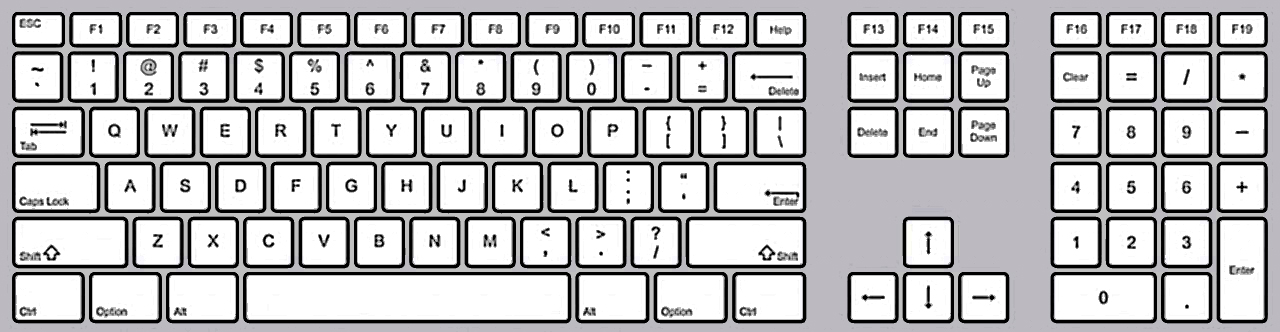 ESC F1 F2 F3 F4 F5 F6 F7 F8 F9 F10 F11 F12 Help F13 F14 F15 F16 F17 F18 F19
~ ! @ # $ % ^ & * ( ) – +
` 1 2 3 4 5 6 7 8 9 0 - = Delete Insert Home Page Up Clear = / *
Tab Q W E R T Y U I O P { [ } ] | \ Delete End Page Down 7 8 9 –
Caps Lock A S D F G H J K L : ; " ' Enter 4 5 6 +
Shift Z X C V B N M < , > . ? / Shift ↑ 1 2 3 Enter
Ctrl Option Alt Alt Option Ctrl ← ↓ → 0 .